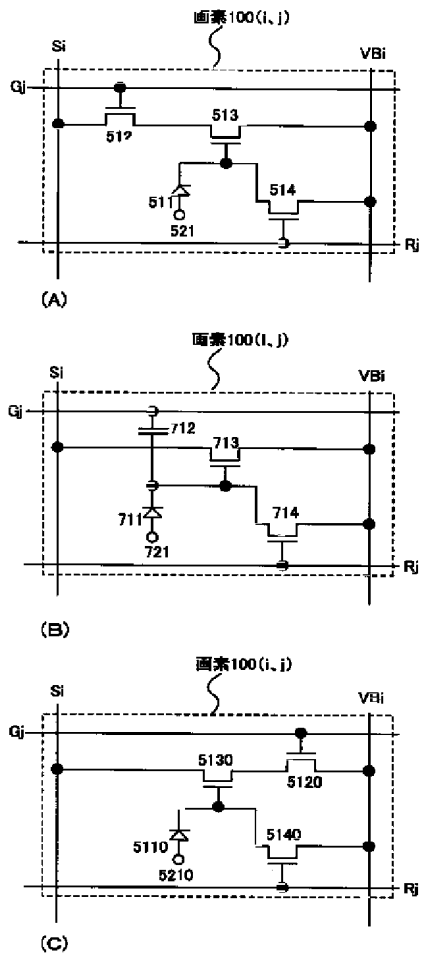 画素100(i、j)
Si
VBi
Gj
512
513
514
511
521
Rj
(A)
画素100(i、j)
Si
VBi
Gj
712
713
714
711
721
Rj
(B)
画素100(i、j)
Si
VBi
Gj
5130
5120
5140
5110
5210
Rj
(C)